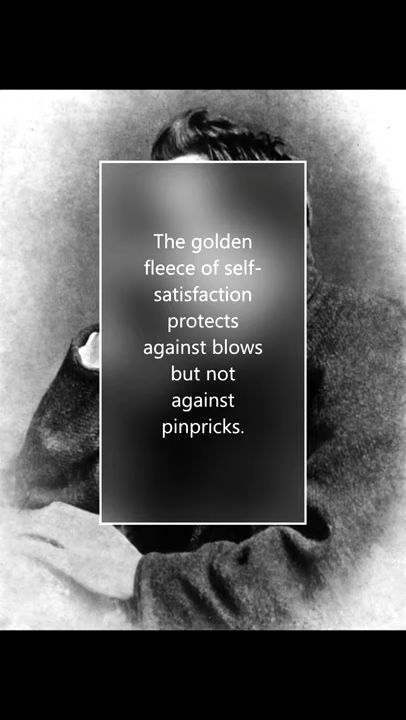 The golden
fleece of self-
satisfaction
protects
against blows
but not
against
pinpricks.